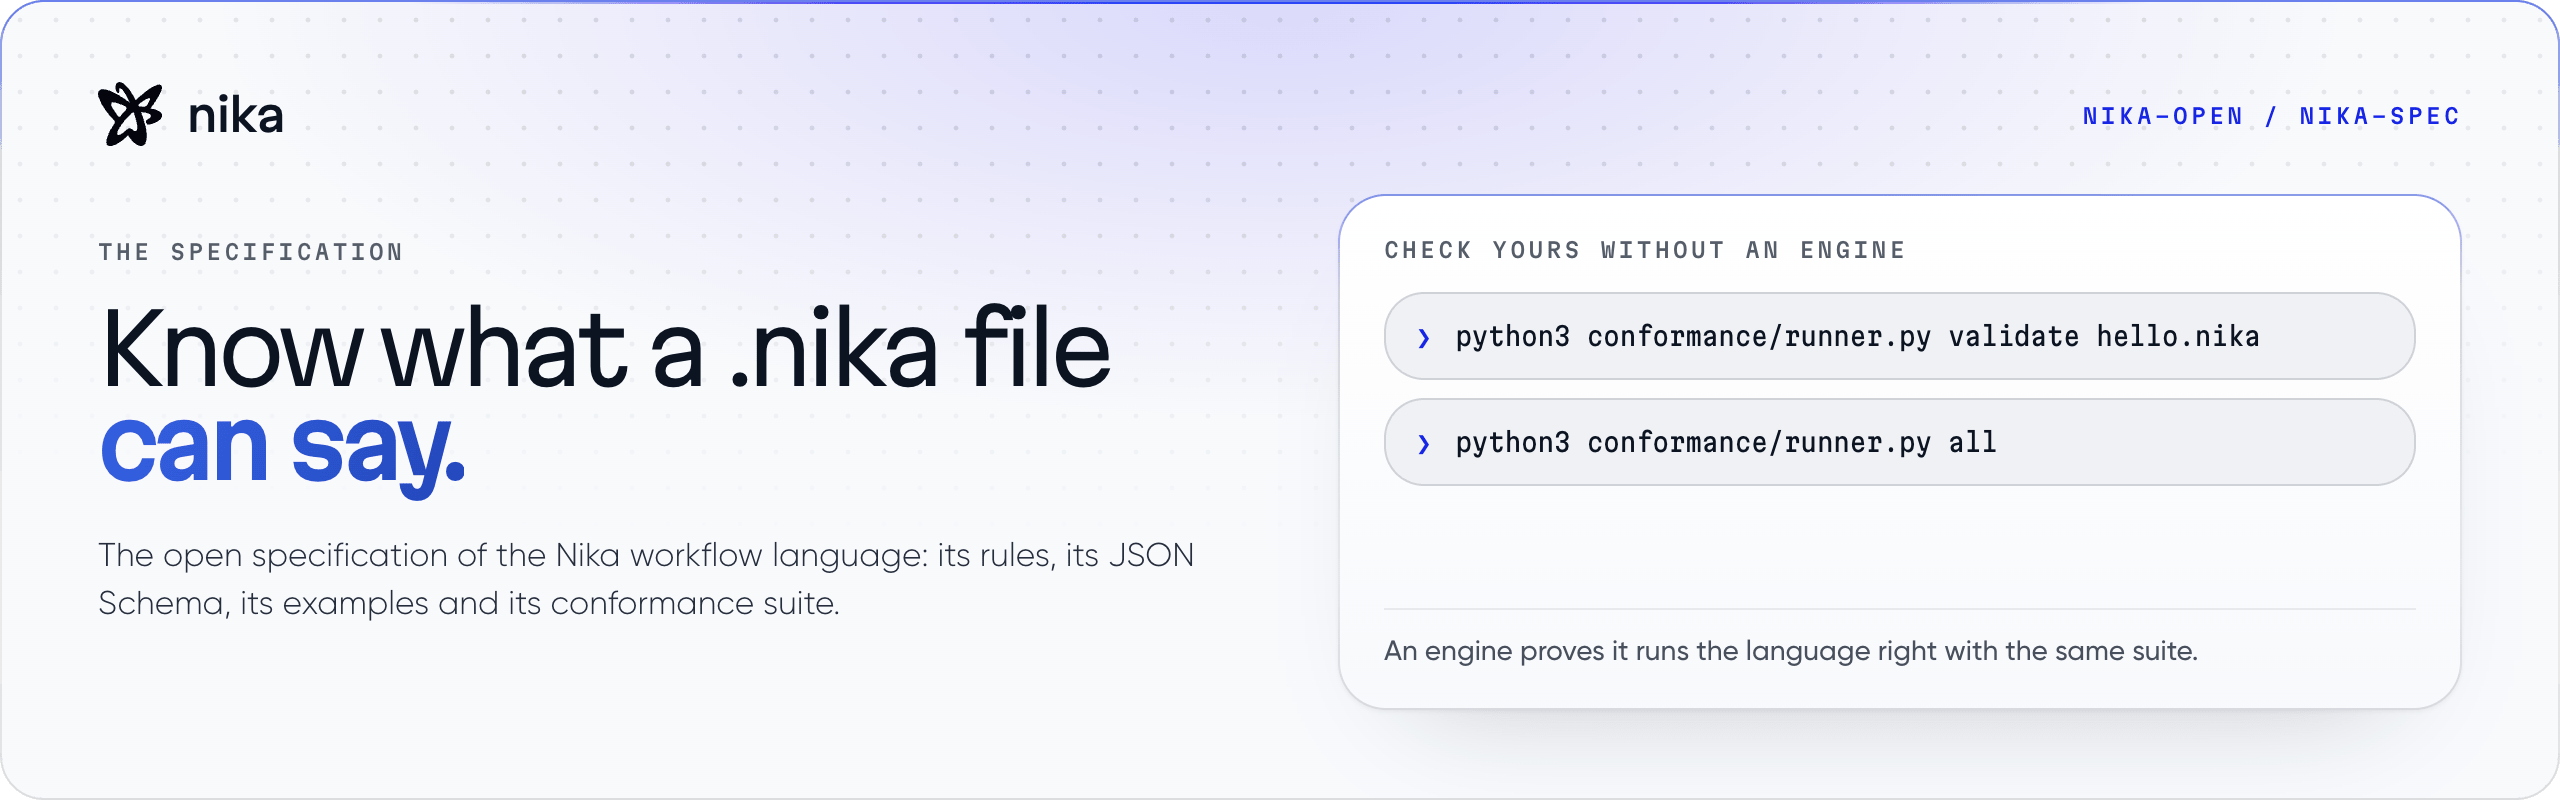 nika
NIKA-OPEN / NIKA-SPEC
THE SPECIFICATION
Know what a .nika file
can say.
The open specification of the Nika workflow language: its rules, its JSON
Schema, its examples and its conformance suite.
CHECK YOURS WITHOUT AN ENGINE
❯ python3 conformance/runner.py validate hello.nika
❯ python3 conformance/runner.py all
An engine proves it runs the language right with the same suite.